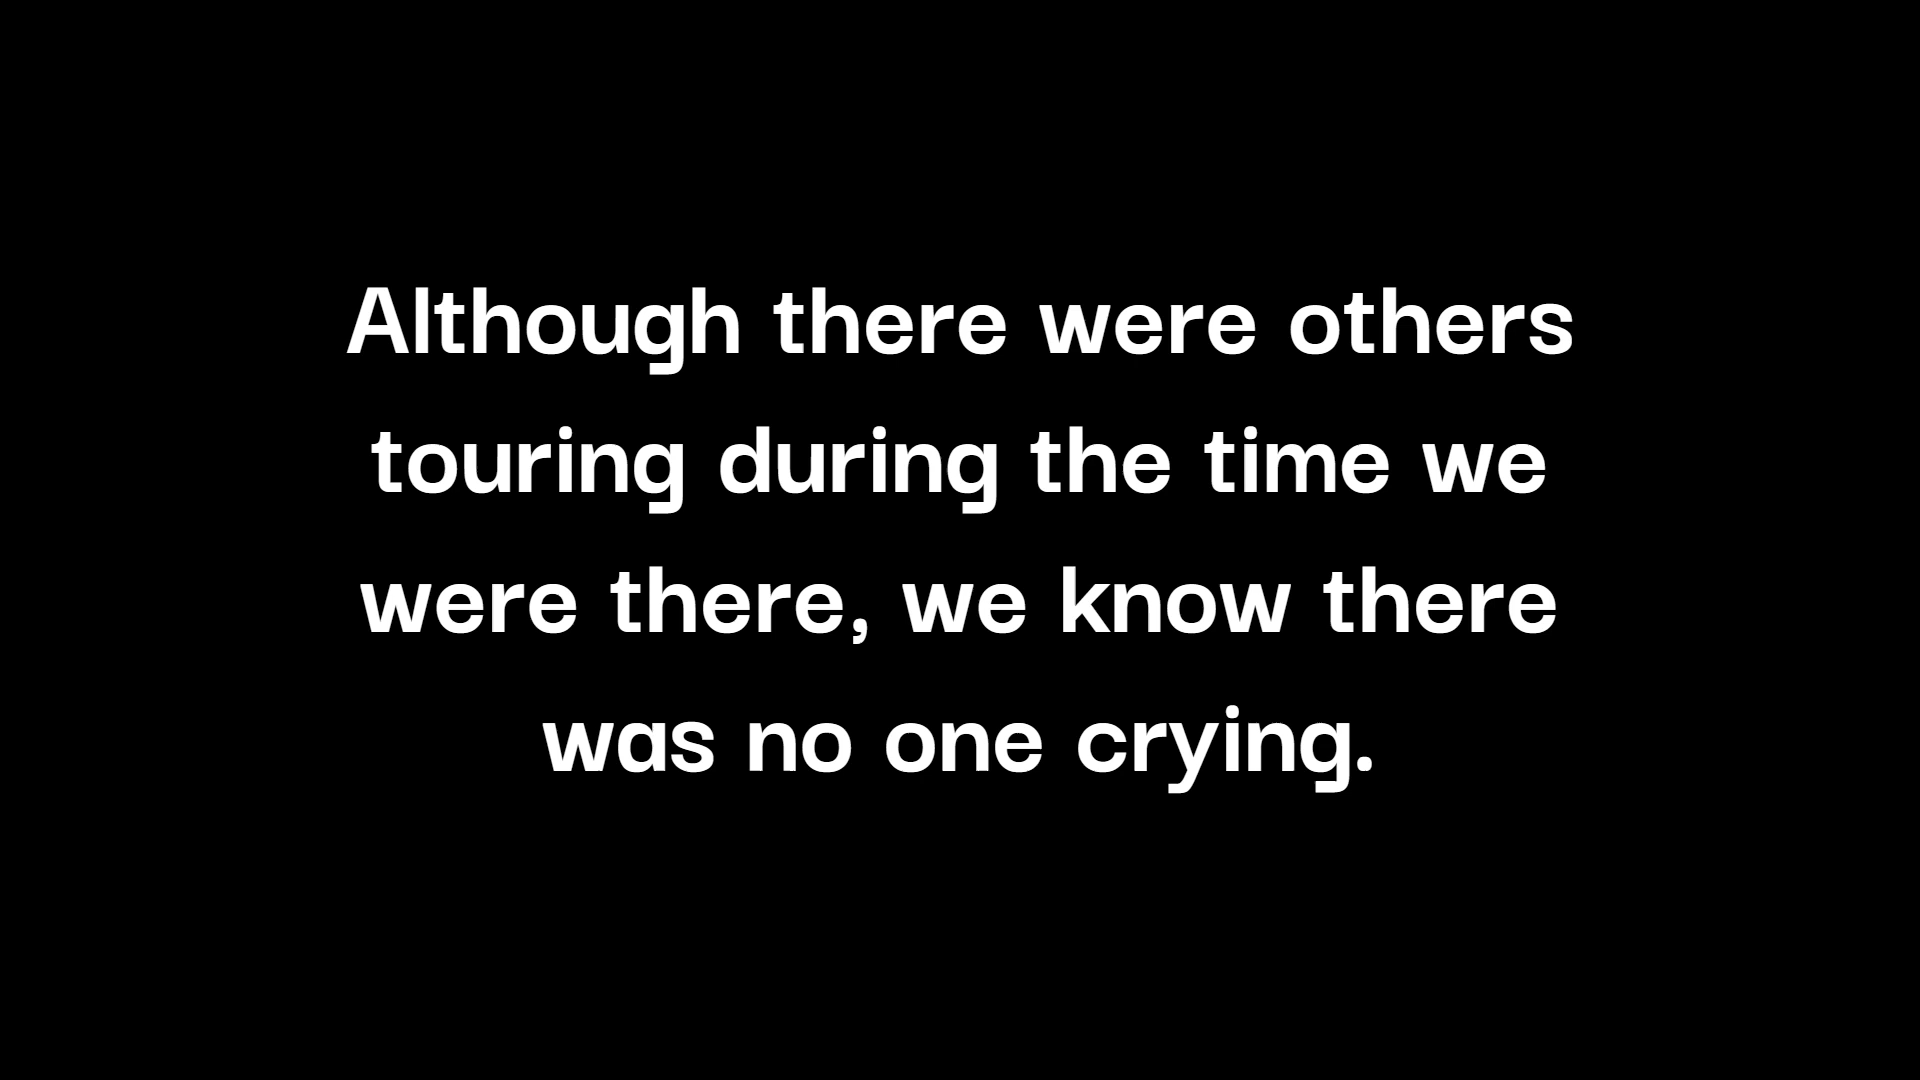 Although there were others
touring during the time we
were there, we know there
was no one crying.